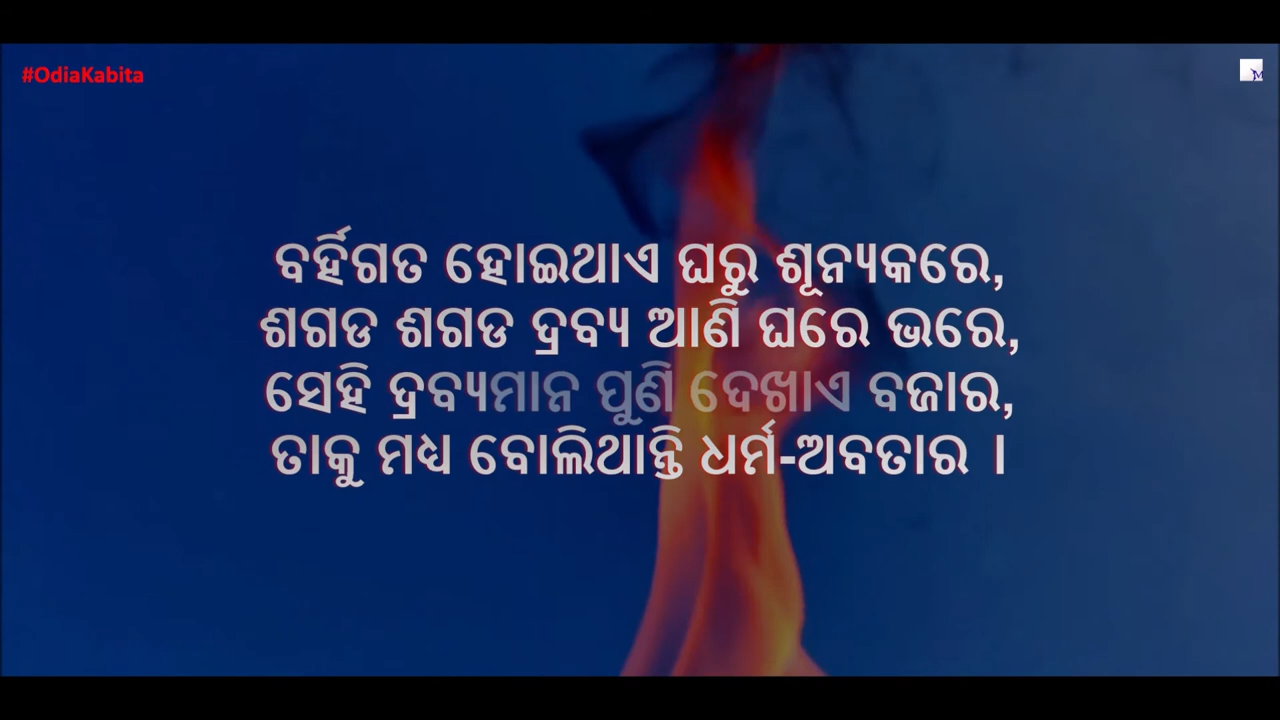 #OdiaKabita
ବର୍ହିଗତ ହୋଇଥାଏ ଘରୁ ଶୂନ୍ୟକରେ,
ଶଗଡ ଶଗଡ ଦ୍ରବ୍ୟ ଆଣି ଘରେ ଭରେ,
ସେହି ଦ୍ରବ୍ୟମାନ ପୁଣି ଦେଖାଏ ବଜାର,
ତାକୁ ମଧ୍ୟ ବୋଲିଥାନ୍ତି ଧର୍ମ-ଅବତାର ।